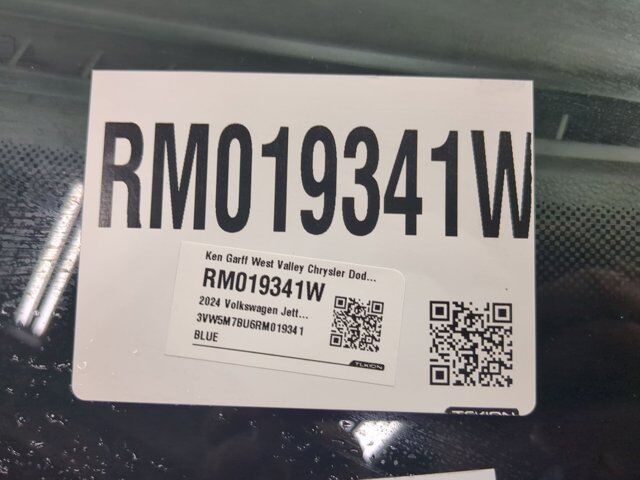 RM019341W
Ken Garff West Valley Chrysler Dod...
RM019341W
2024 Volkswagen Jett...
3VW5M7BU6RM019341
BLUE
TEKION
TEKION